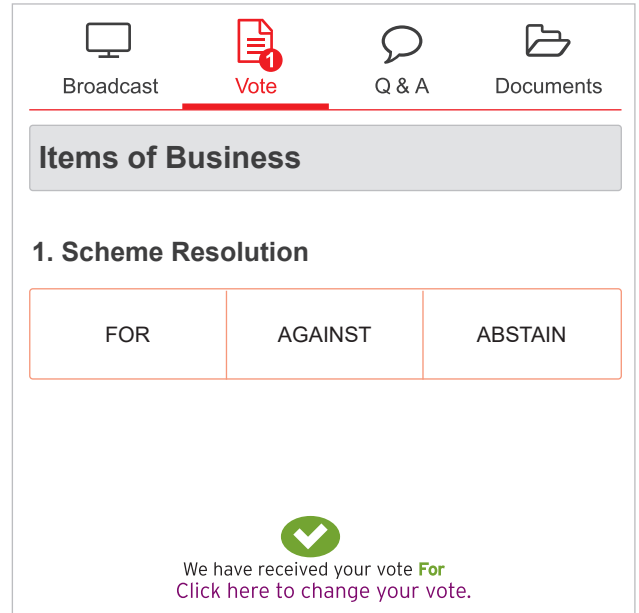 1
Broadcast Vote Q & A Documents
Items of Business
1. Scheme Resolution
FOR AGAINST ABSTAIN
We have received your vote For
Click here to change your vote.